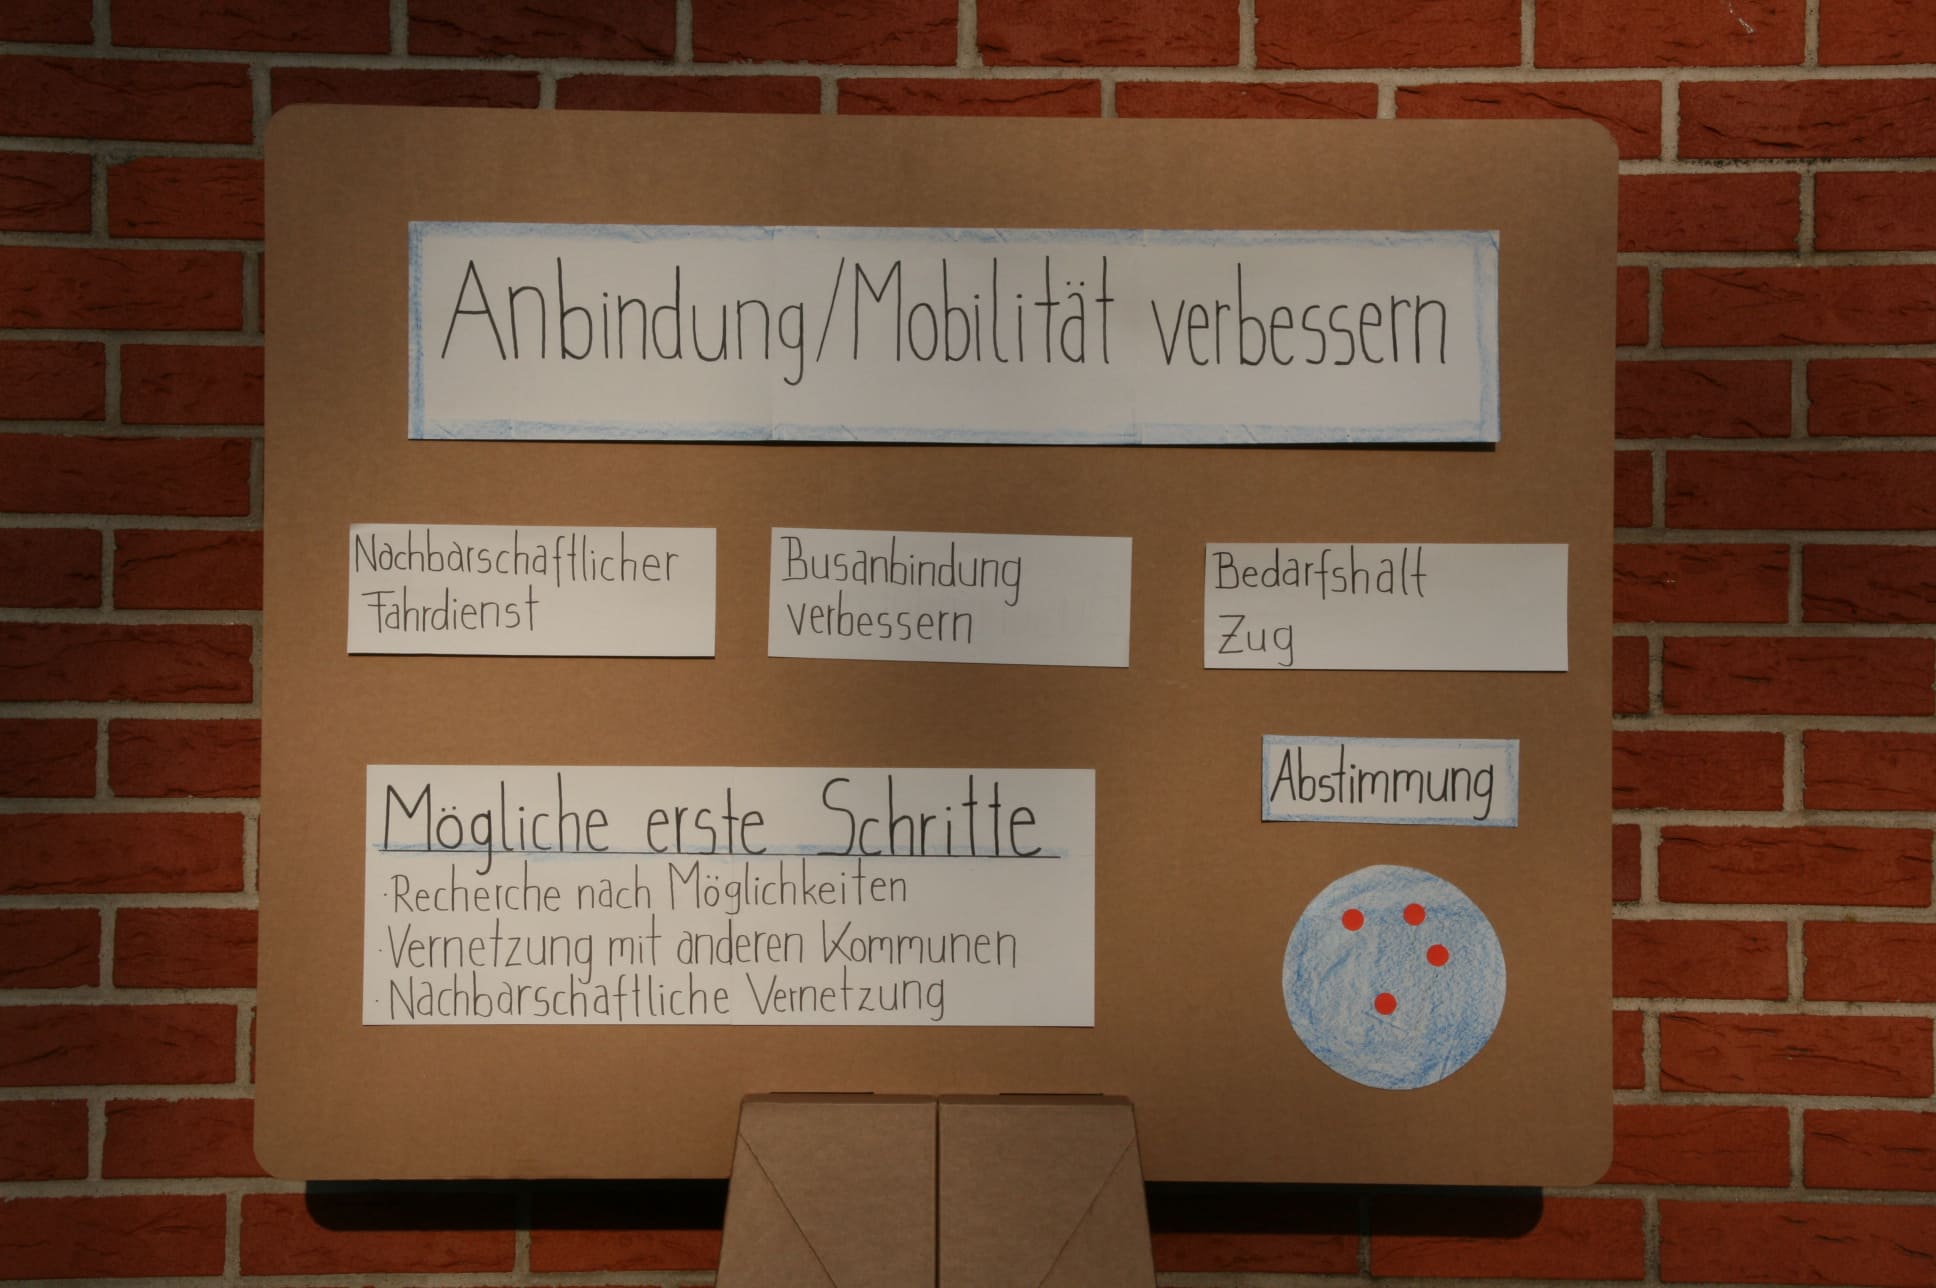 Anbindung/Mobilität verbessern
Nachbarschaftlicher
Fahrdienst
Busanbindung
verbessern
Bedarfshalt
Zug
Abstimmung
Mögliche erste Schritte
· Recherche nach Möglichkeiten
· Vernetzung mit anderen Kommunen
· Nachbarschaftliche Vernetzung